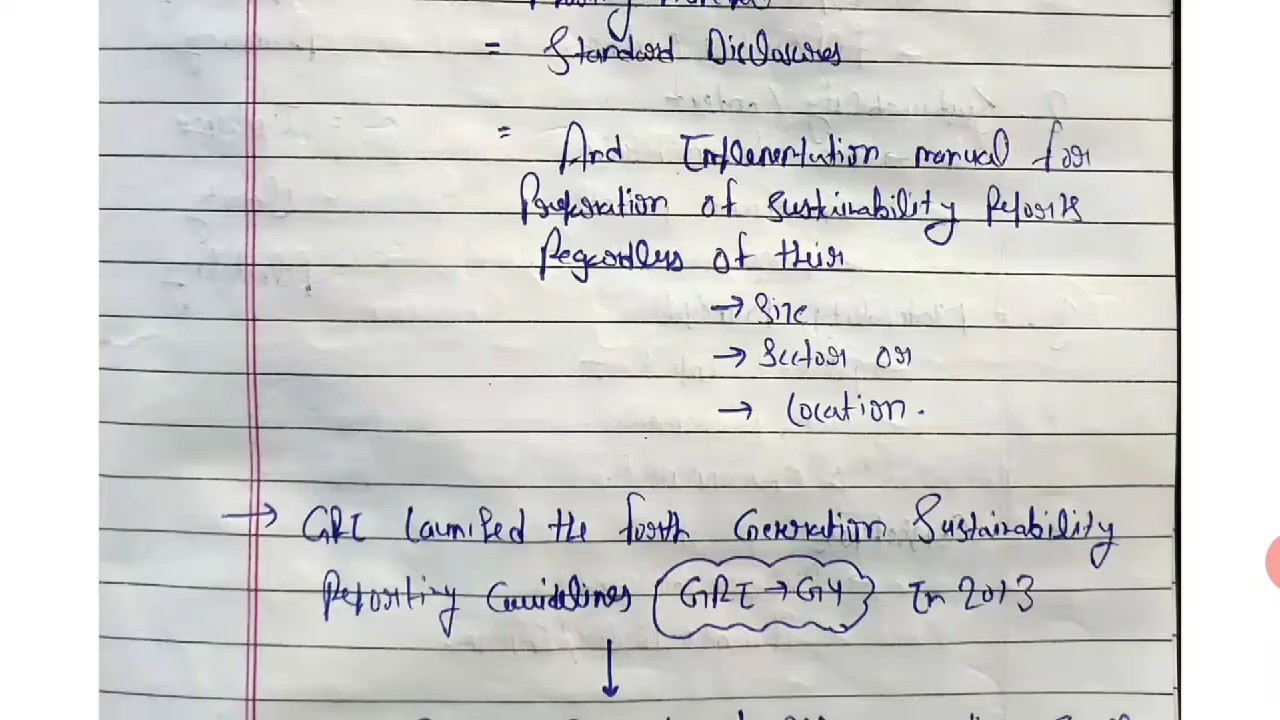 = Standard Disclosures
= And Implementation manual for
Preparation of Sustainability Reports
Regardless of their
→ Size
→ Sector or
→ Location.
→ GRI Launched the forth Generation Sustainability
Reporting Guidelines (GRI → G4) In 2013
↓